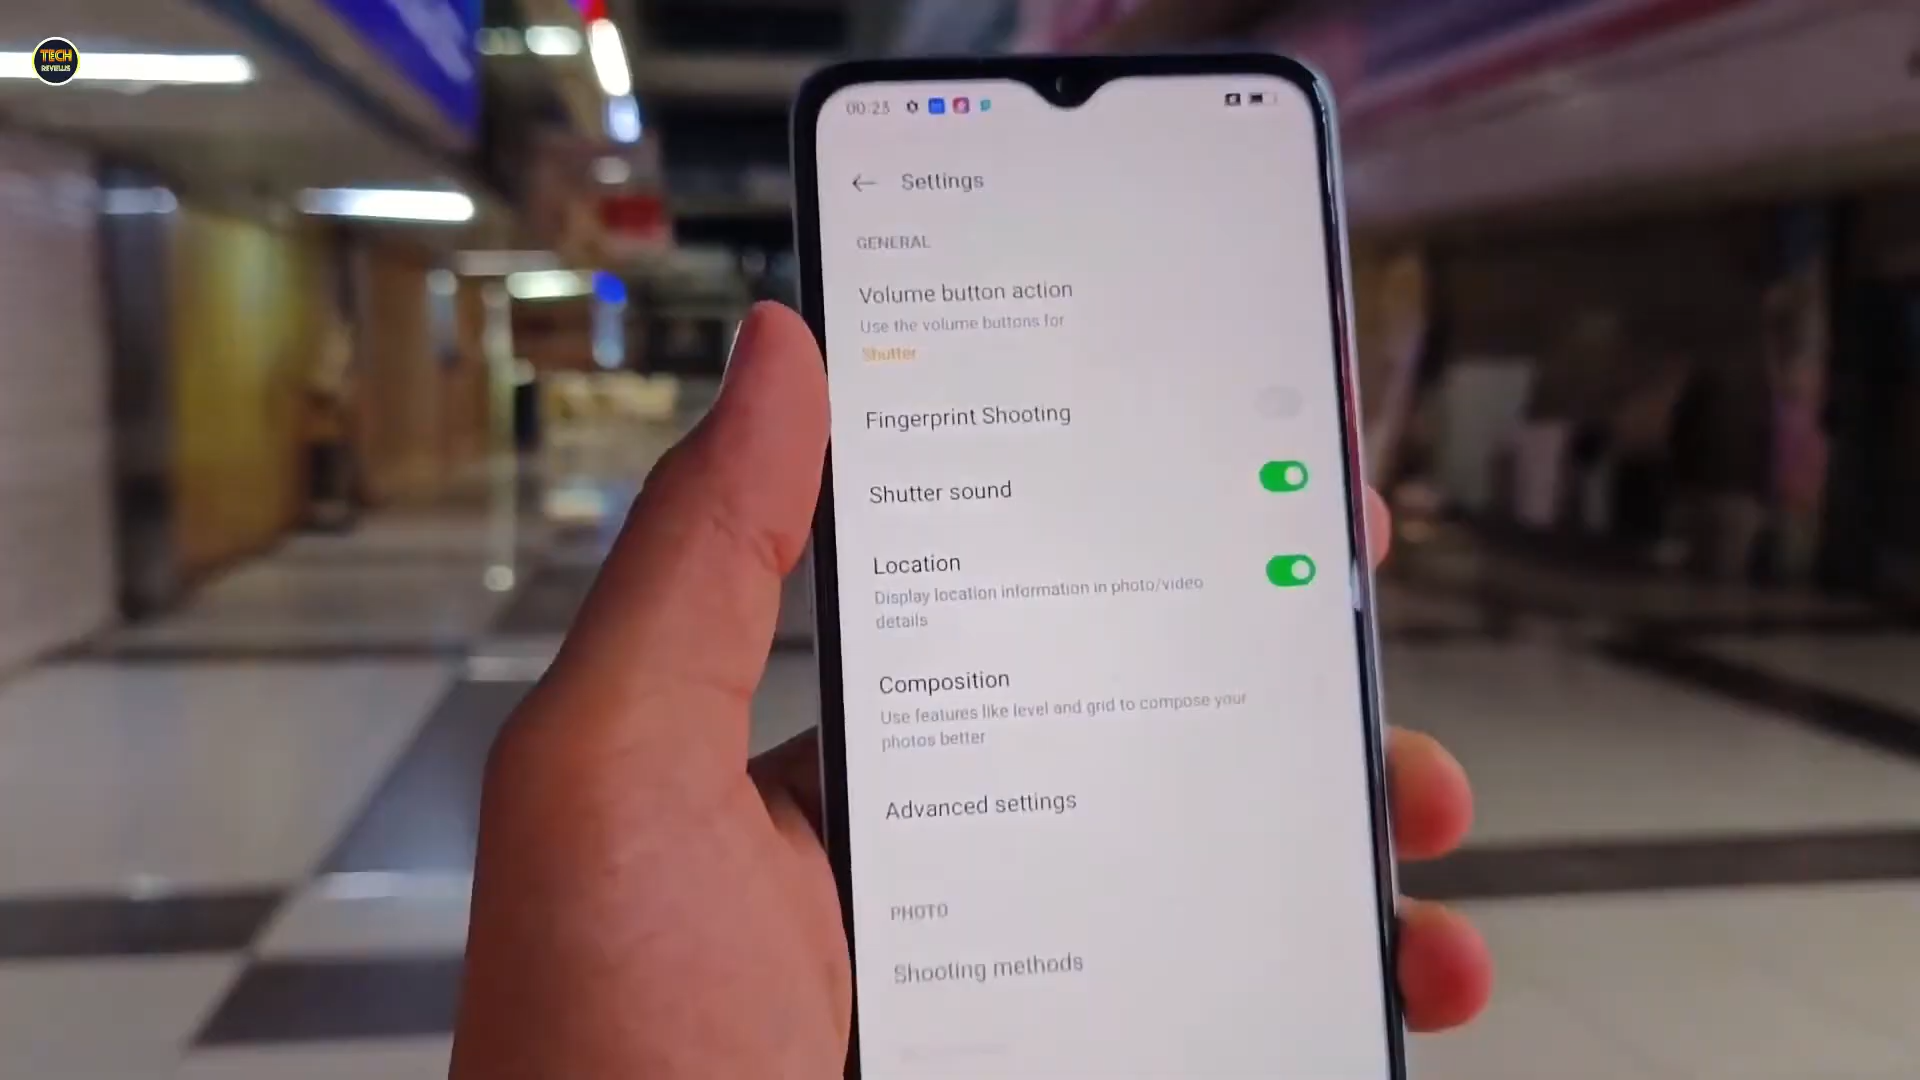 TECH
REVIEWS
00:23
Settings
GENERAL
Volume button action
Use the volume buttons for
Shutter
Fingerprint Shooting
Shutter sound
Location
Display location information in photo/video
details
Composition
Use features like level and grid to compose your
photos better
Advanced settings
PHOTO
Shooting methods